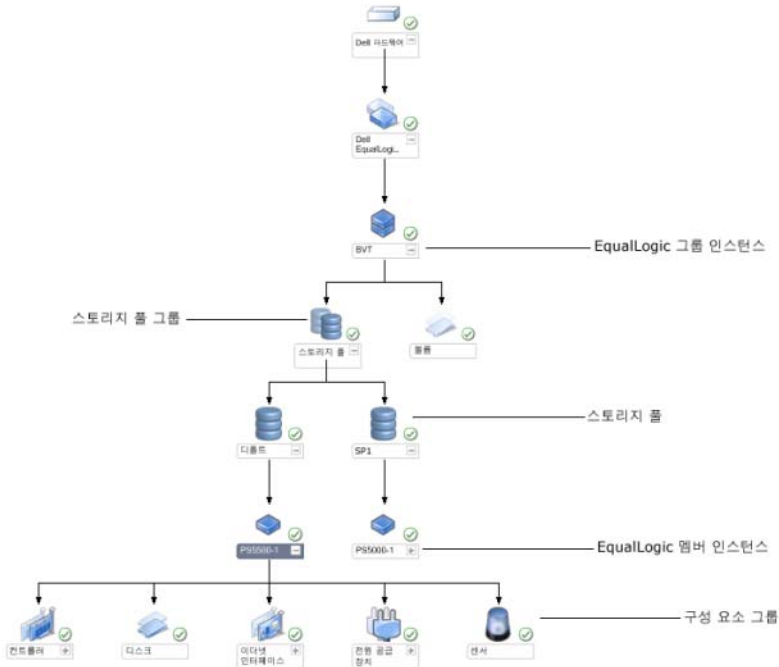 Dell 하드웨어
Dell
EqualLogi...
BVT
EqualLogic 그룹 인스턴스
스토리지 풀 그룹
스토리지 풀
볼륨
디폴트
SP1
스토리지 풀
PS5500-1
PS5000-1
EqualLogic 멤버 인스턴스
구성 요소 그룹
컨트롤러
디스크
이더넷
인터페이스
전원 공급
장치
센서